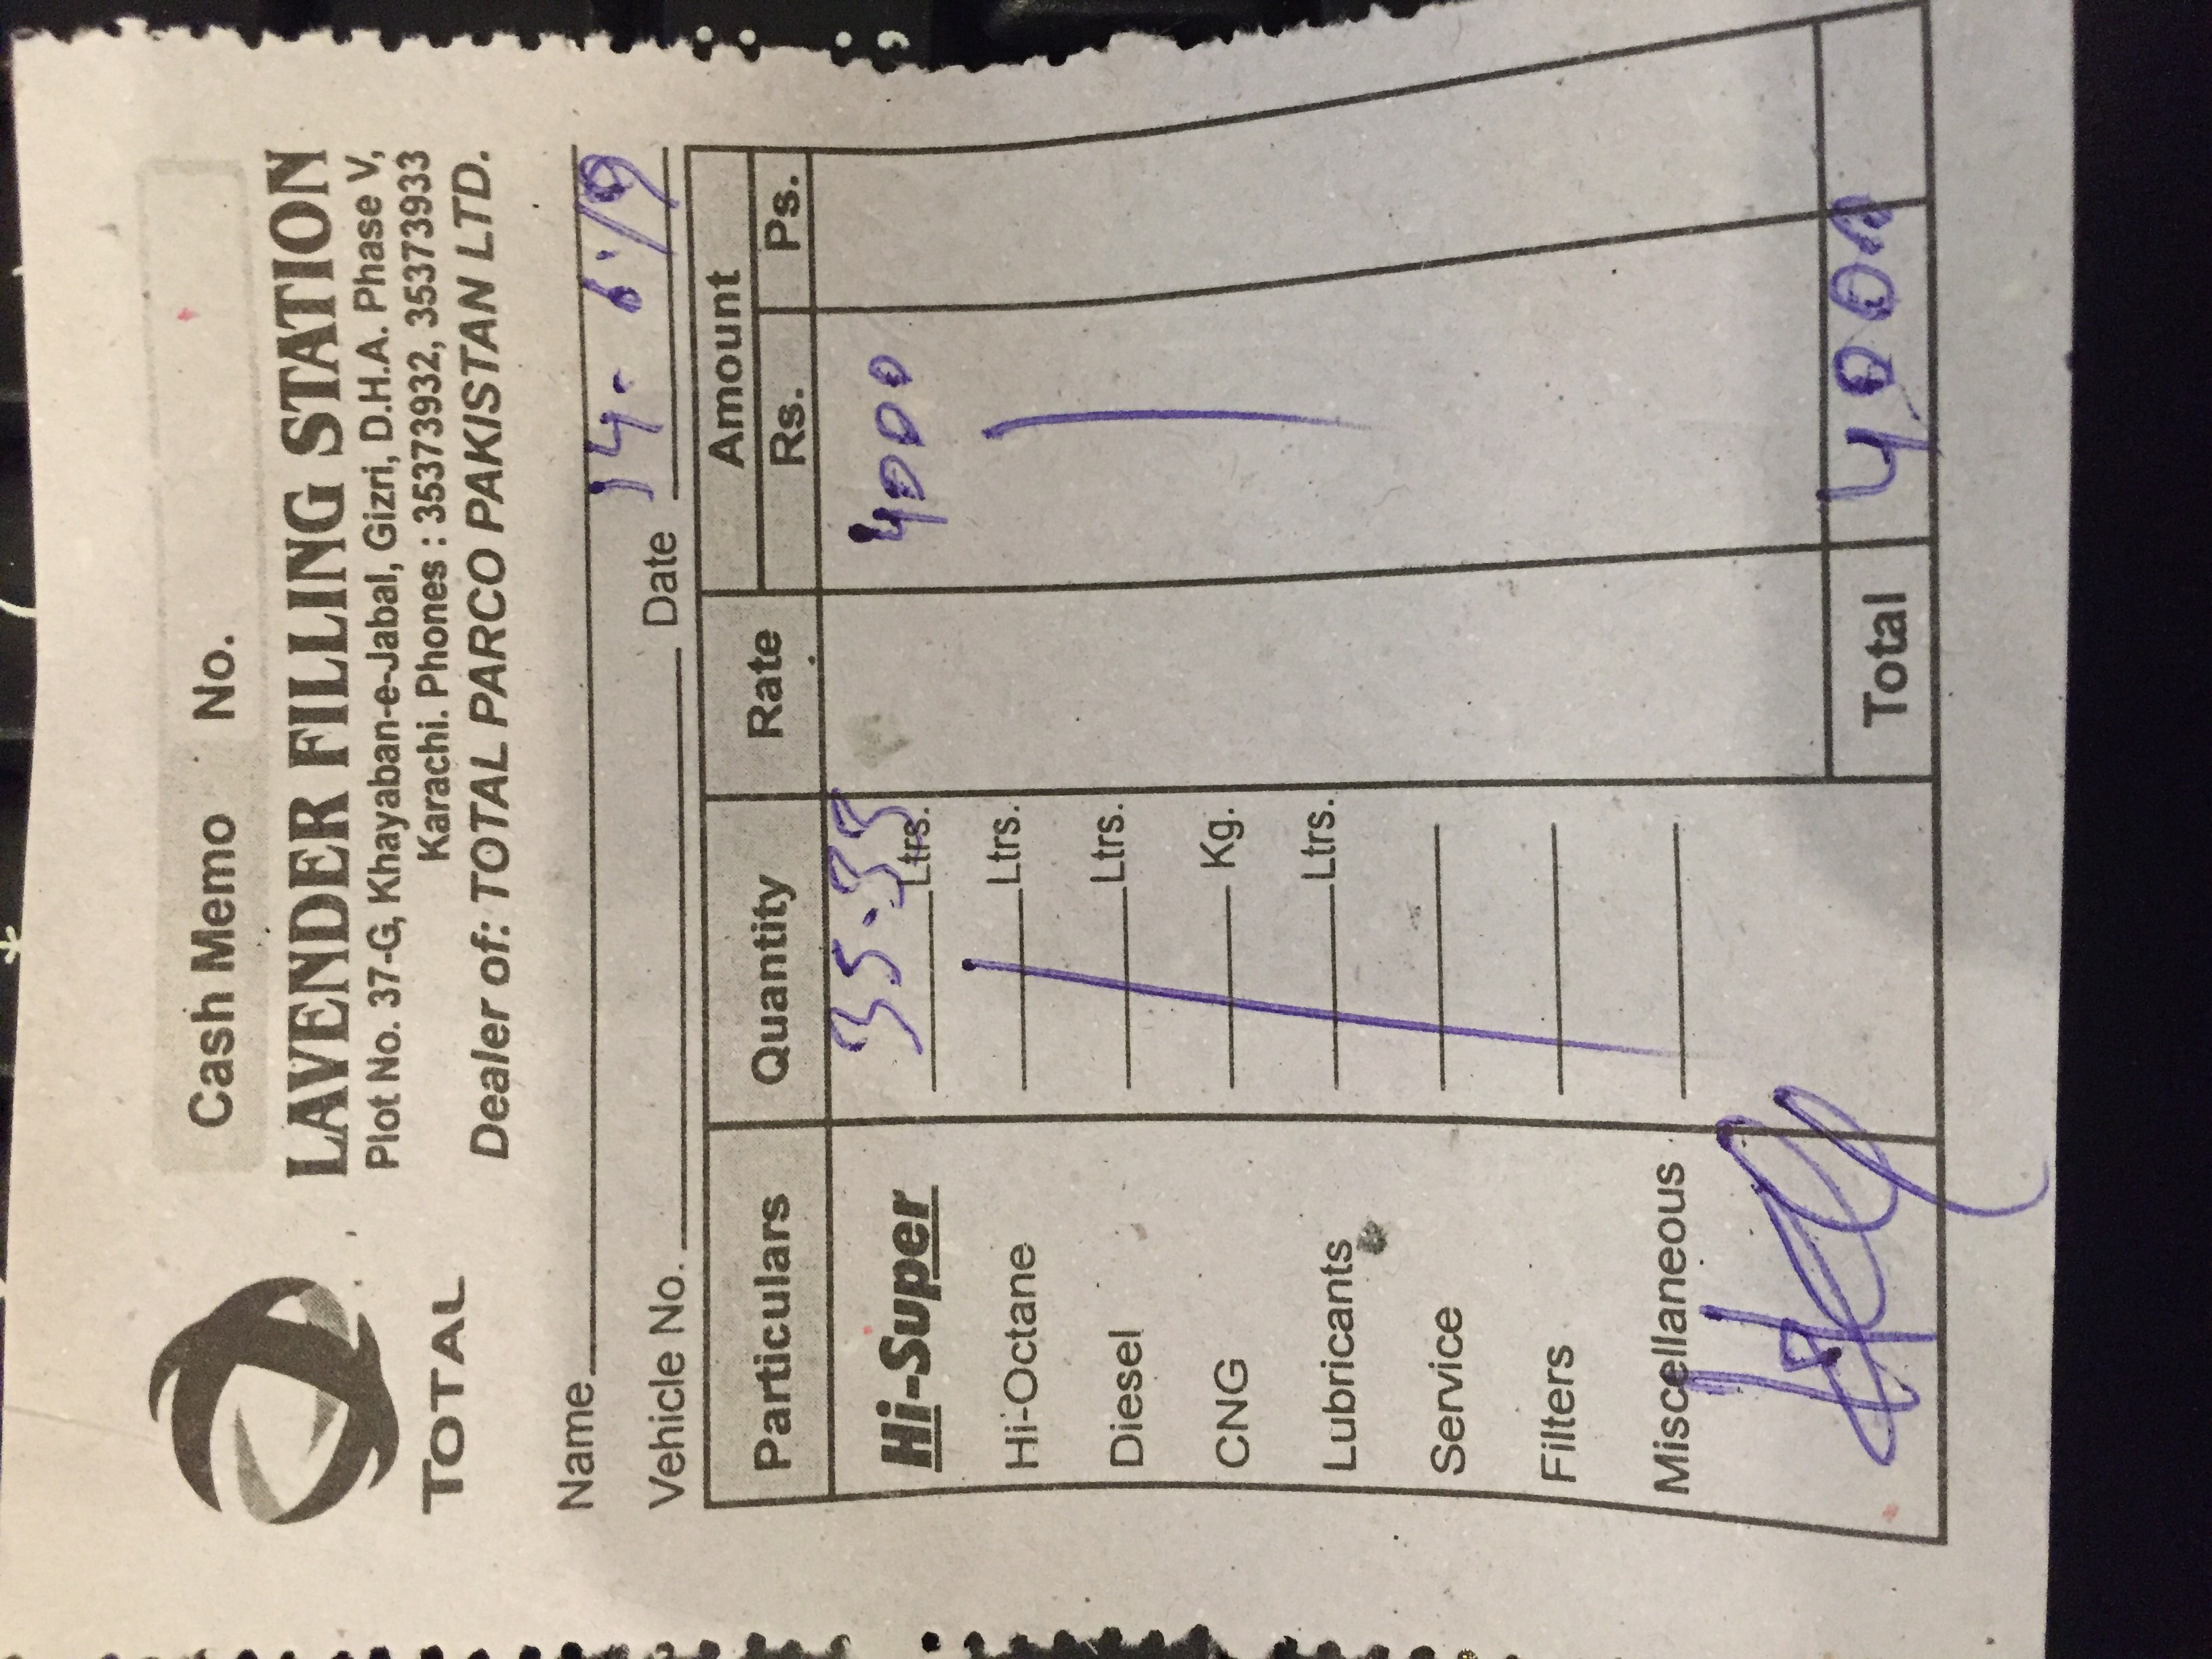 Cash Memo No.
LAVENDER FILLING STATION
Plot No. 37-G, Khayaban-e-Jabal, Gizri, D.H.A. Phase V,
Karachi. Phones : 35373932, 35373933
TOTAL
Dealer of: TOTAL PARCO PAKISTAN LTD.
Name
Vehicle No. Date 14-6-19
Particulars Quantity Rate Amount
Rs. Ps.
Hi-Super 35.33 Ltrs. 4000
Hi-Octane Ltrs.
Diesel Ltrs.
CNG Kg.
Lubricants Ltrs.
Service
Filters
Miscellaneous
Total 4000